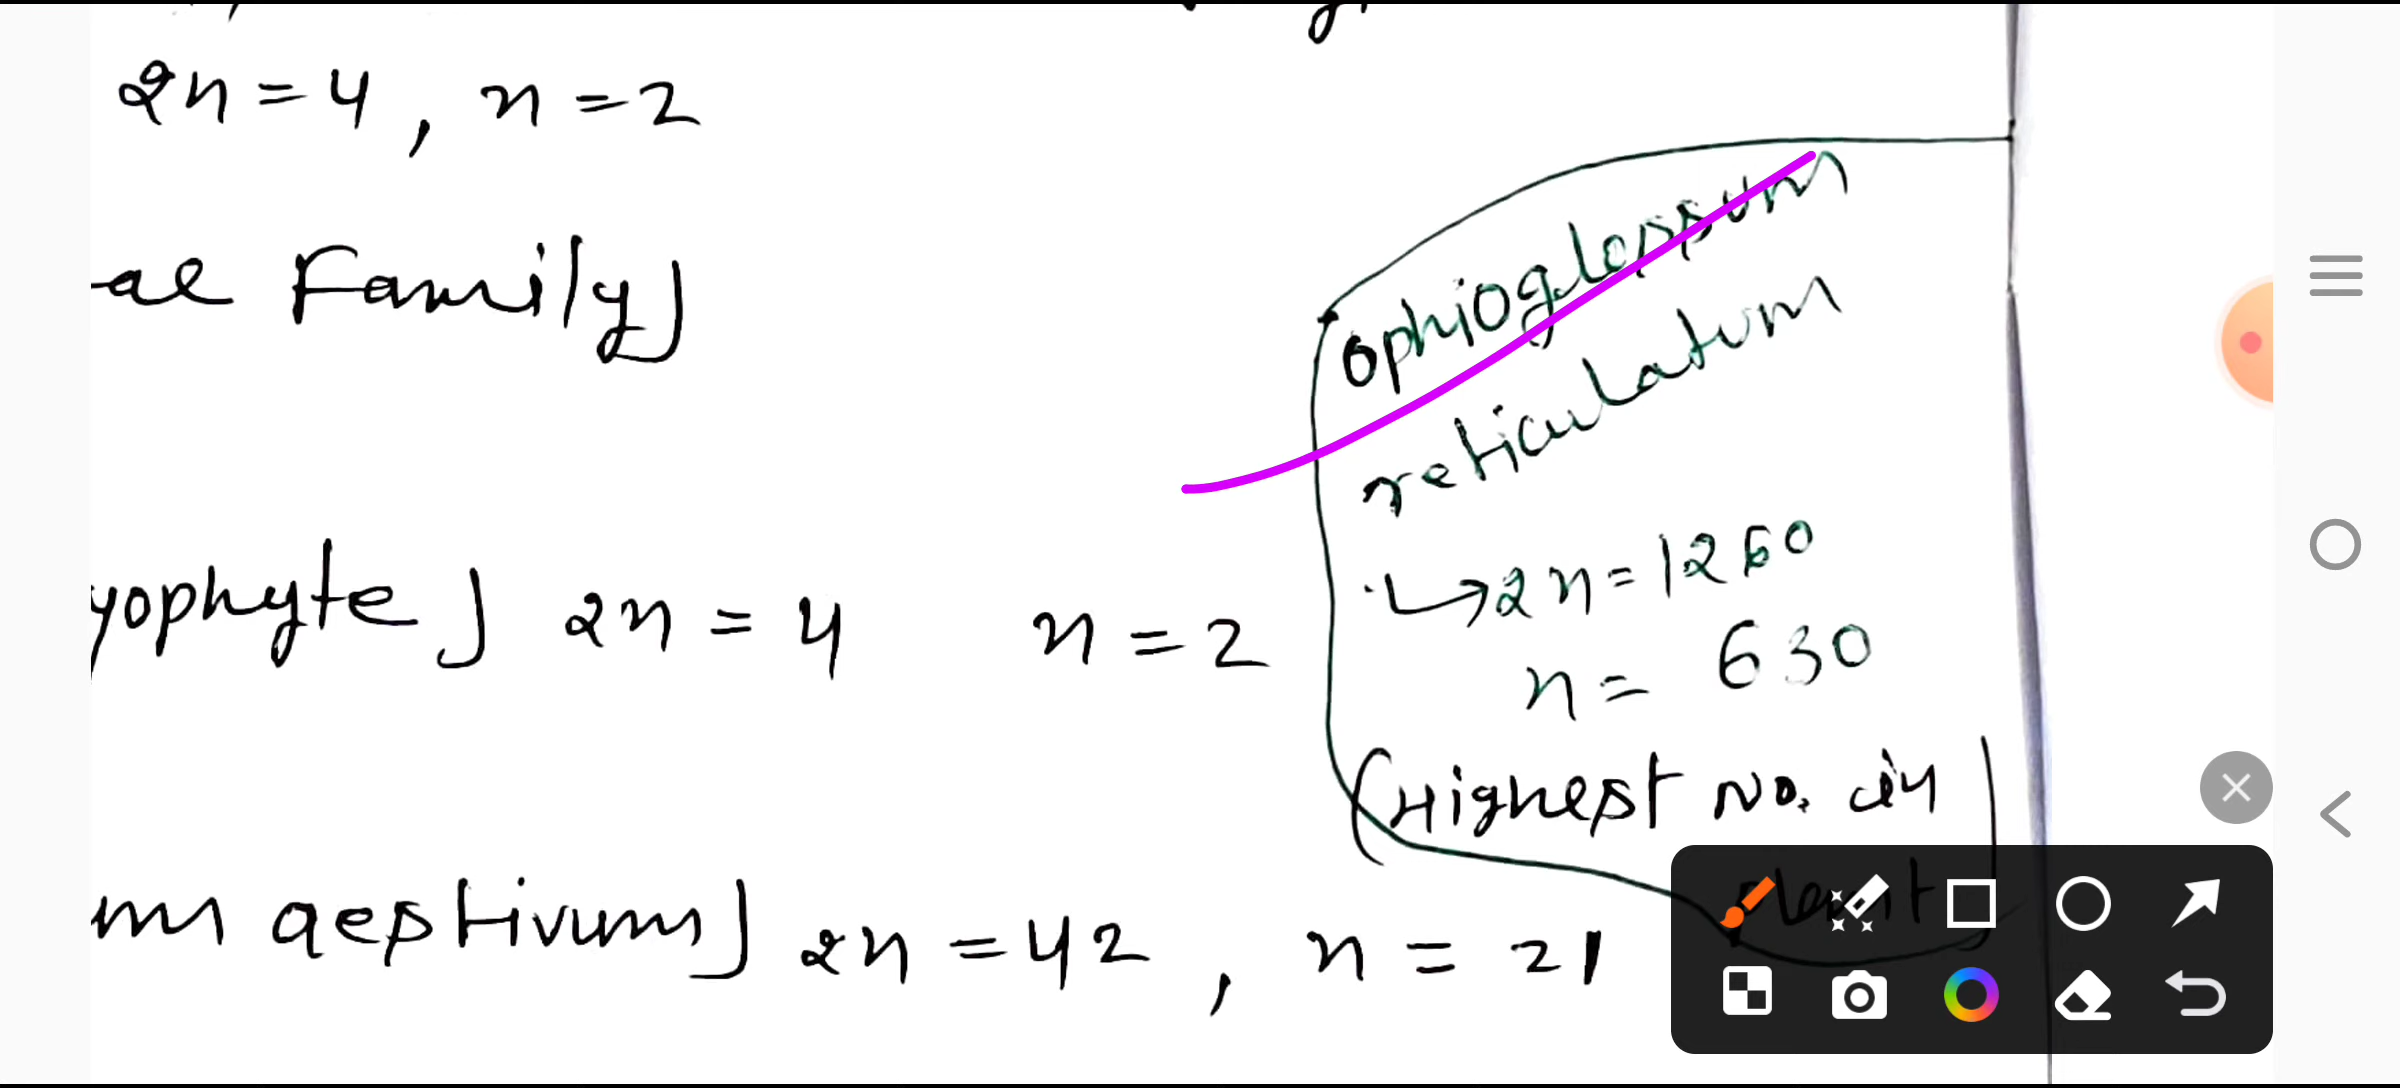 2n = 4, n = 2
ae Family]
yophyte] 2n = 4 n = 2
m aestivum] 2n = 42, n = 21
ophioglossum
reticulatum
↳ 2n = 1260
n = 630
(Highest No. in